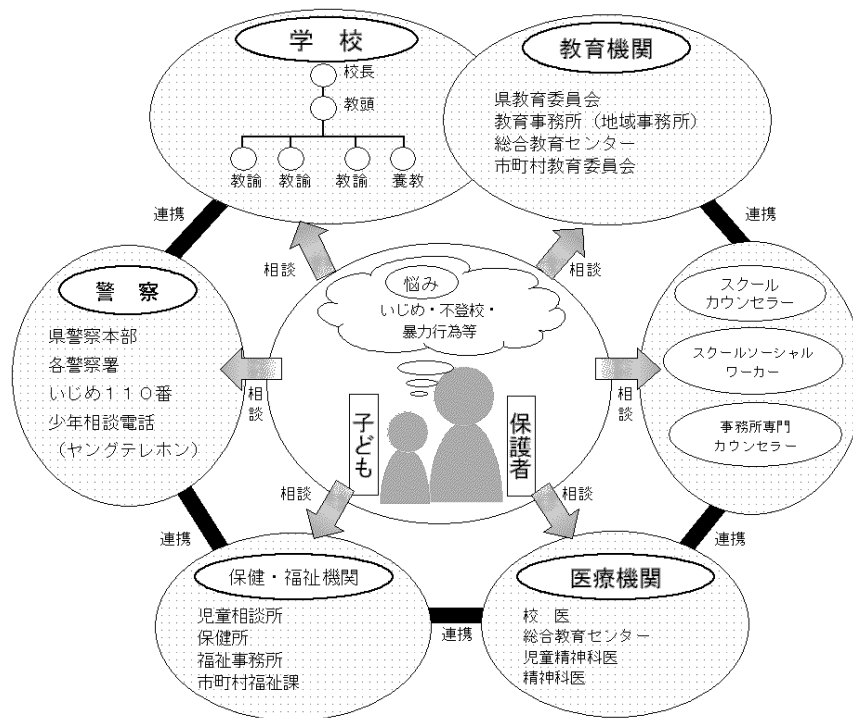 学　校
校長
教頭
教諭
教諭
教諭
養教
教育機関
県教育委員会
教育事務所（地域事務所）
総合教育センター
市町村教育委員会
連携
連携
相談
相談
悩み
いじめ・不登校・
暴力行為等
警　察
県警察本部
各警察署
いじめ１１０番
少年相談電話
（ヤングテレホン）
相談
子ども
保護者
相談
スクール
カウンセラー
スクールソーシャル
ワーカー
事務所専門
カウンセラー
相談
相談
連携
連携
保健・福祉機関
児童相談所
保健所
福祉事務所
市町村福祉課
連携
医療機関
校　医
総合教育センター
児童精神科医
精神科医